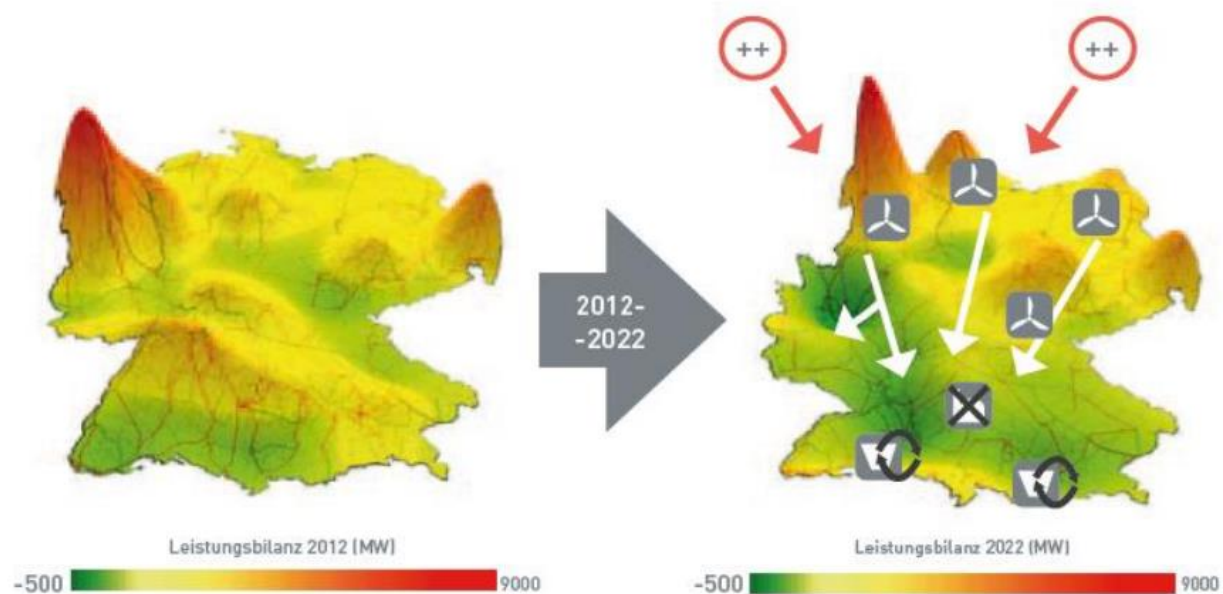 ++ ++
2012-
-2022
Leistungsbilanz 2012 (MW)
-500 9000
Leistungsbilanz 2022 (MW)
-500 9000